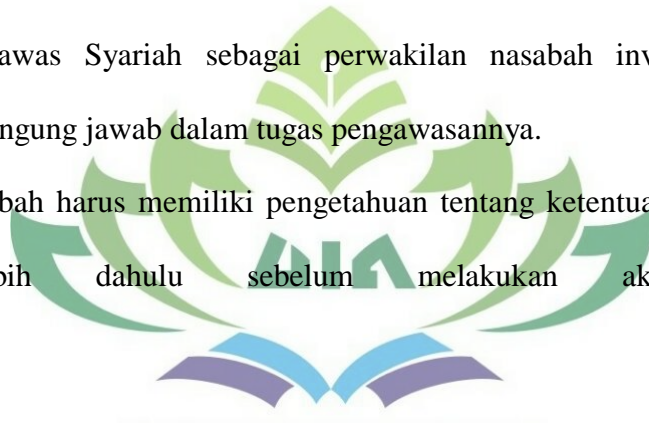 awas Syariah sebagai perwakilan nasabah inv
ngung jawab dalam tugas pengawasannya.
bah harus memiliki pengetahuan tentang ketentua
bih dahulu sebelum melakukan ak
UIN